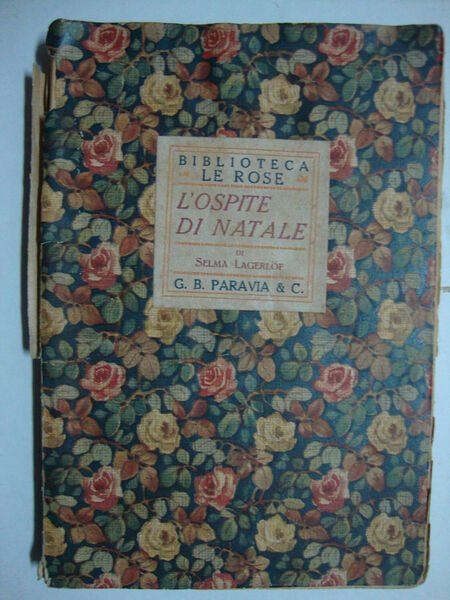 BIBLIOTECA
LE ROSE
L'OSPITE
DI NATALE
DI
SELMA LAGERLÖF
G. B. PARAVIA & C.